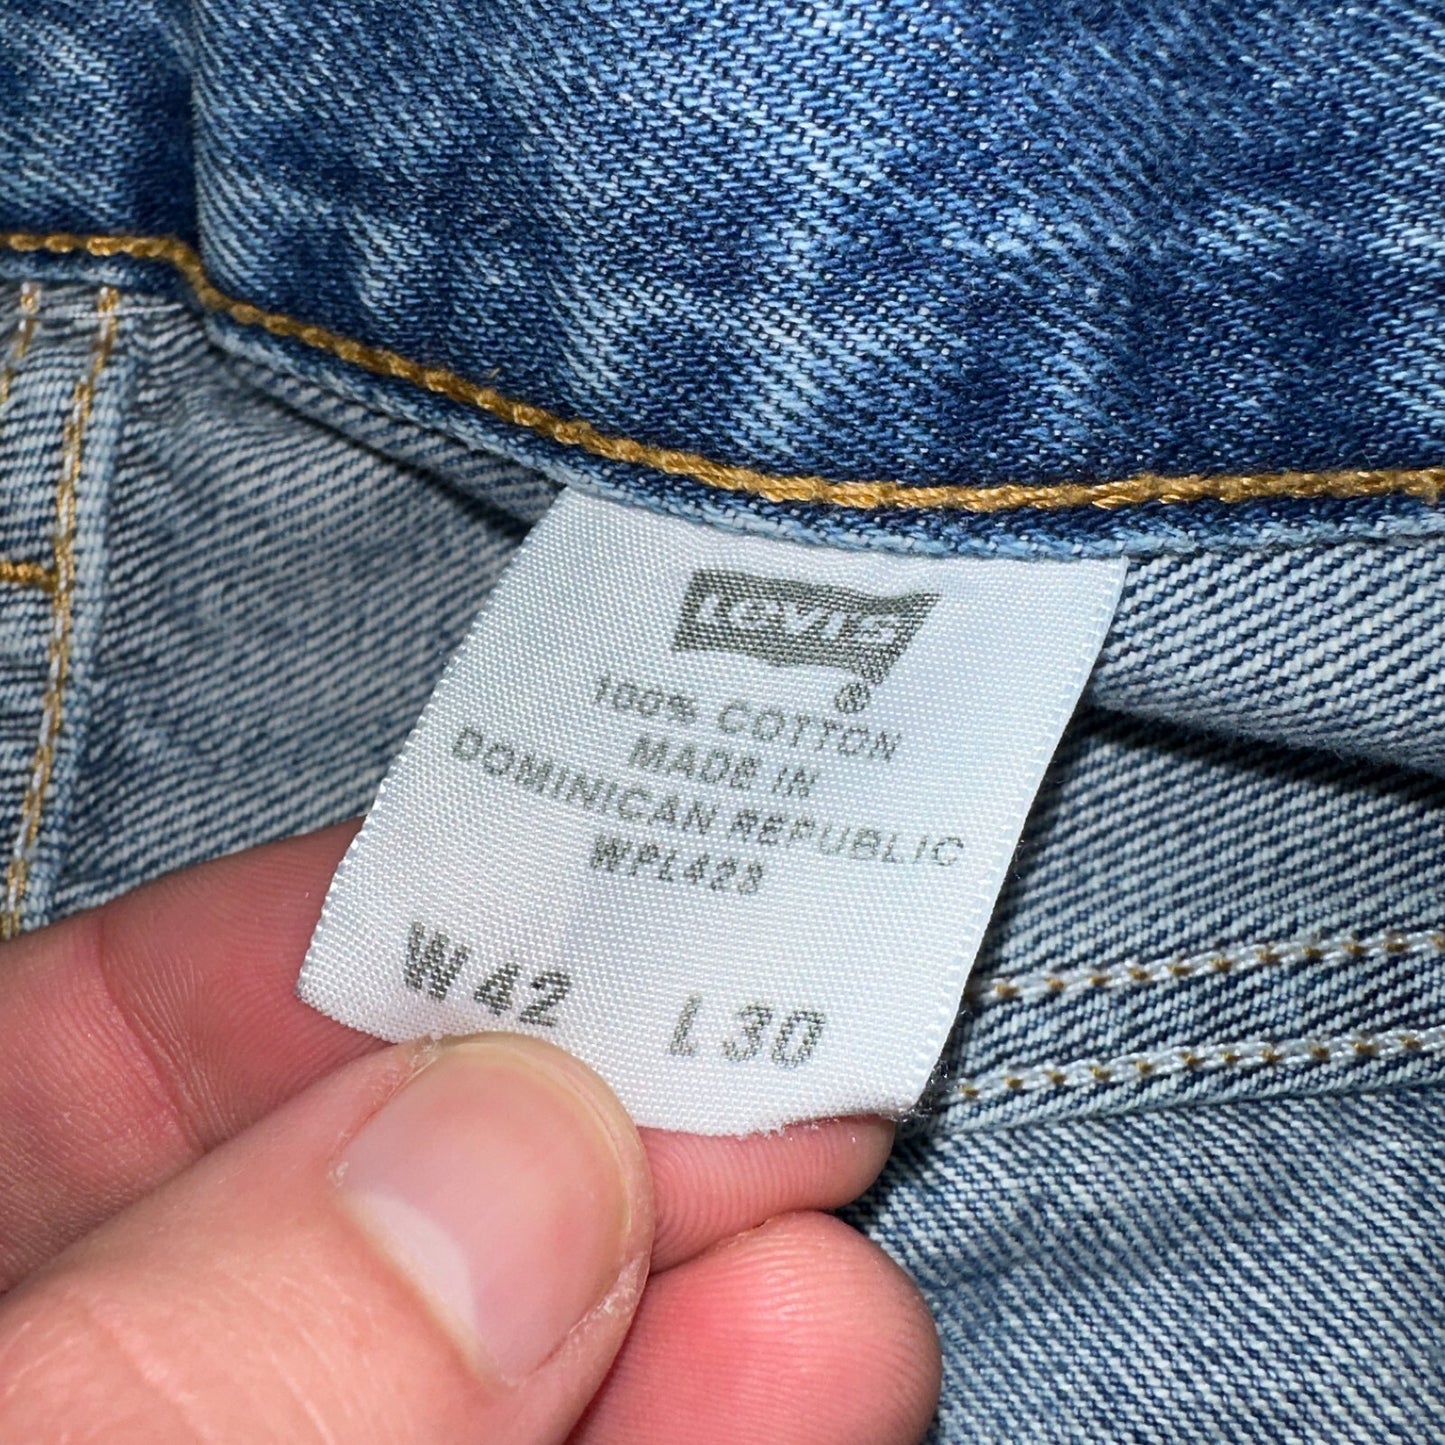 Levi's
®
100% COTTON
MADE IN
DOMINICAN REPUBLIC
WPL423
W 42 L 30